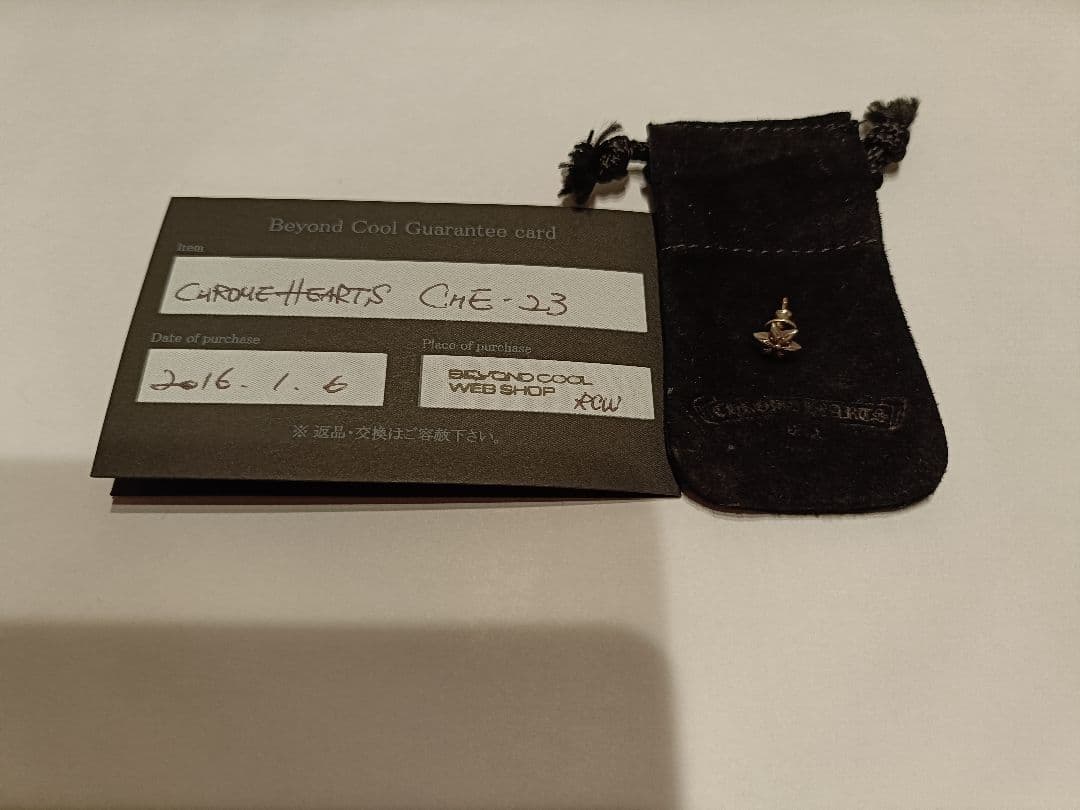 Beyond Cool Guarantee card
Item
CHROME HEARTS CHE-23
Date of purchase
2016.1.6
Place of purchase
BEYOND COOL
WEB SHOP
※ 返品・交換はご容赦下さい。
CHROME HEARTS